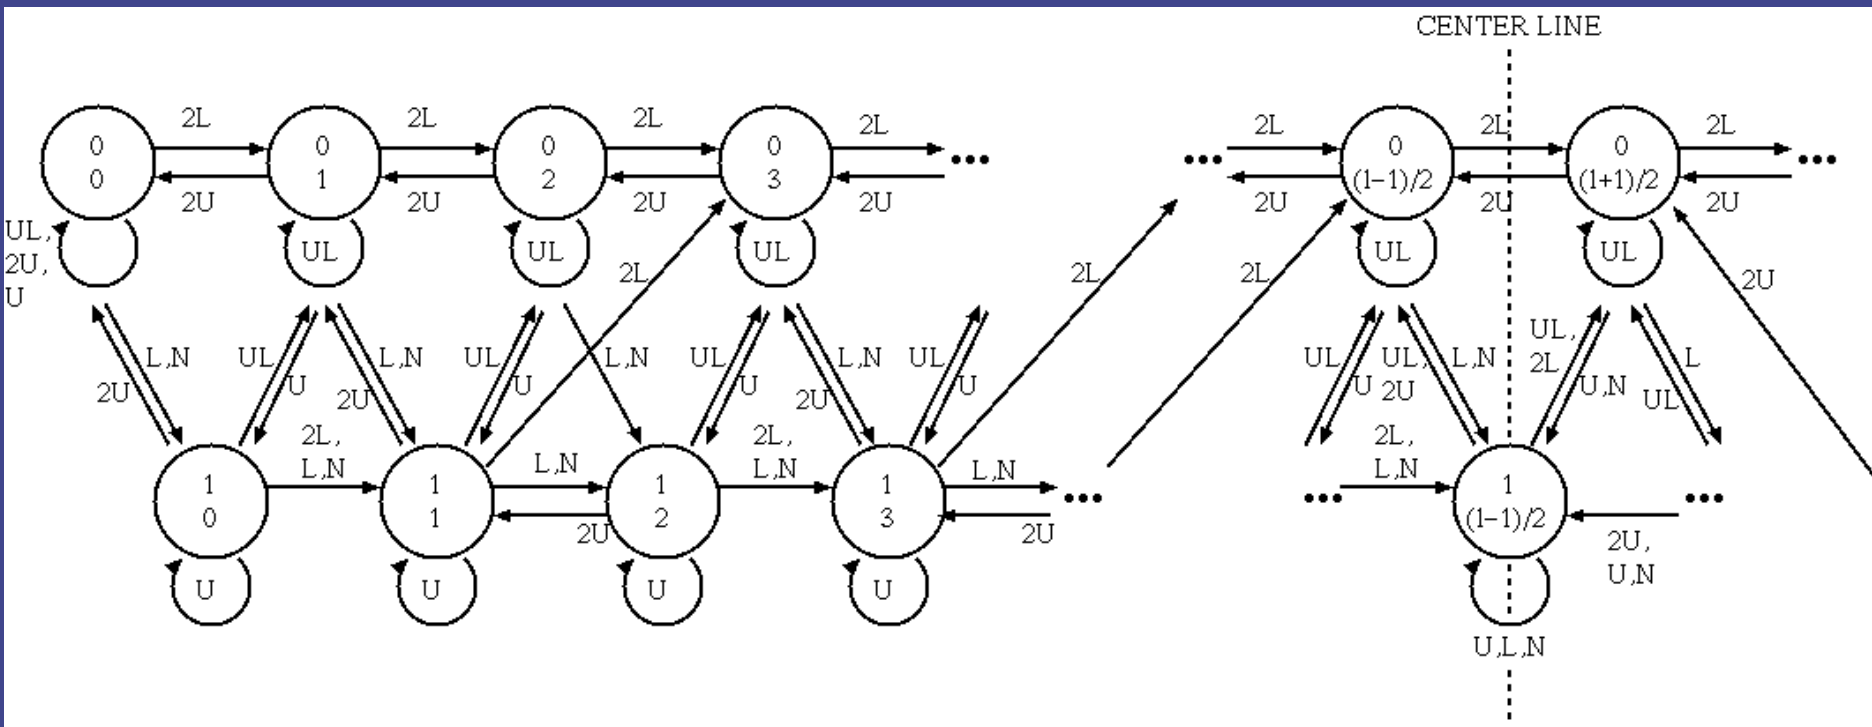 CENTER LINE
2L 2L 2L 2L 2L 2L 2L
0 0 0 0 0 0
0 1 2 3 ••• ••• (l−1)/2 (l+1)/2 •••
2U 2U 2U 2U 2U 2U 2U
UL,
2U,
U
UL UL UL UL UL
2L 2L 2L 2U
L,N UL L,N UL L,N UL L,N UL UL UL, L,N UL, L
2U U 2U U U 2U U U 2U 2L U,N UL
2L, 2L, 2L,
L,N L,N L,N L,N L,N
1 1 1 1 1
0 1 2 3 ••• ••• (l−1)/2 •••
2U 2U 2U,
U,N
U U U U
U,L,N